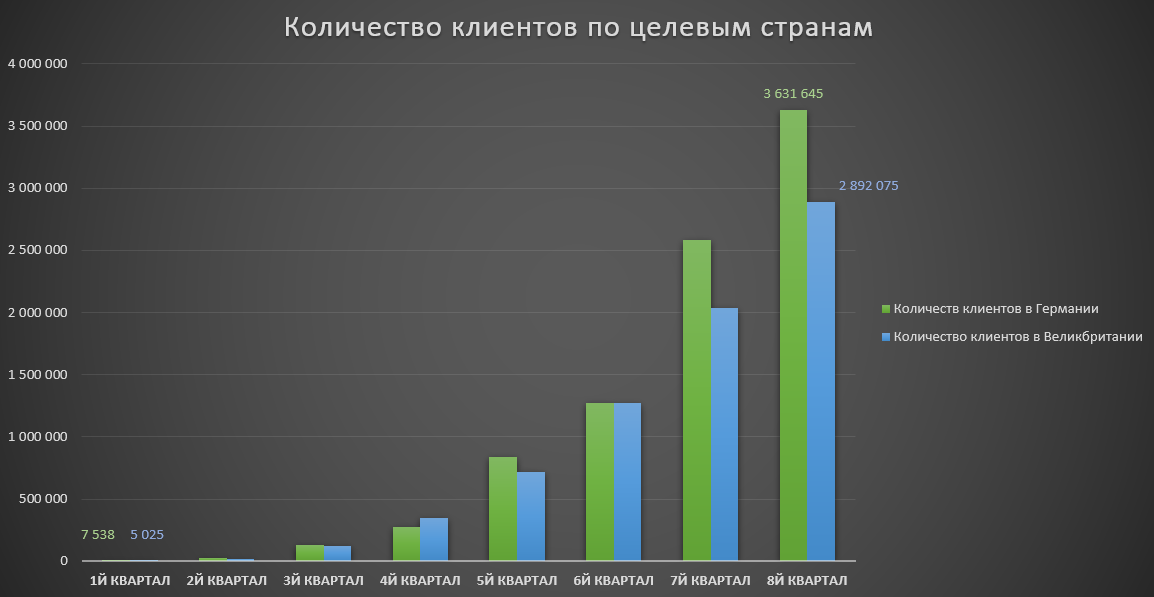 Количество клиентов по целевым странам
4 000 000
3 500 000
3 000 000
2 500 000
2 000 000
1 500 000
1 000 000
500 000
0
3 631 645
2 892 075
7 538
5 025
1Й КВАРТАЛ
2Й КВАРТАЛ
3Й КВАРТАЛ
4Й КВАРТАЛ
5Й КВАРТАЛ
6Й КВАРТАЛ
7Й КВАРТАЛ
8Й КВАРТАЛ
Количеств клиентов в Германии
Количество клиентов в Великбритании